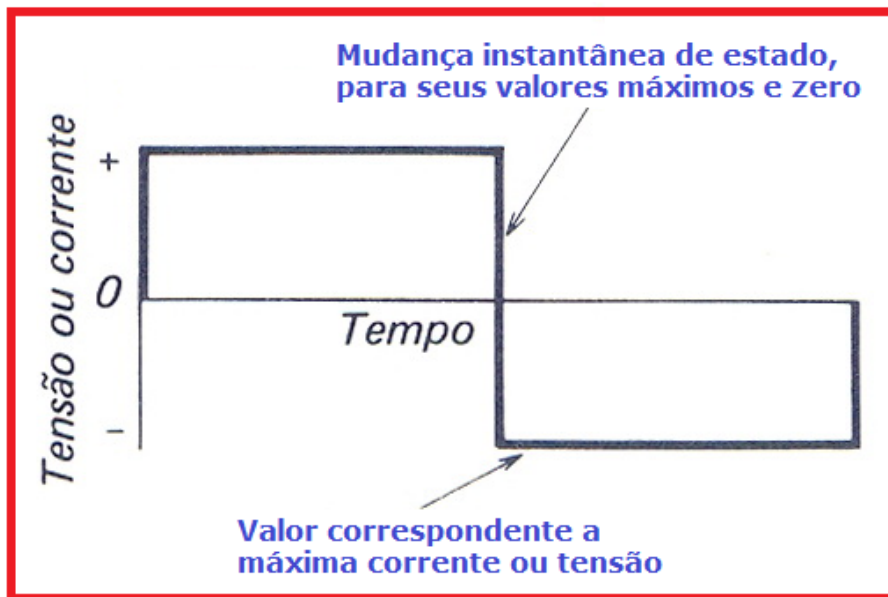 Mudança instantânea de estado,
para seus valores máximos e zero
Tensão ou corrente
+
0
Tempo
−
Valor correspondente a
máxima corrente ou tensão